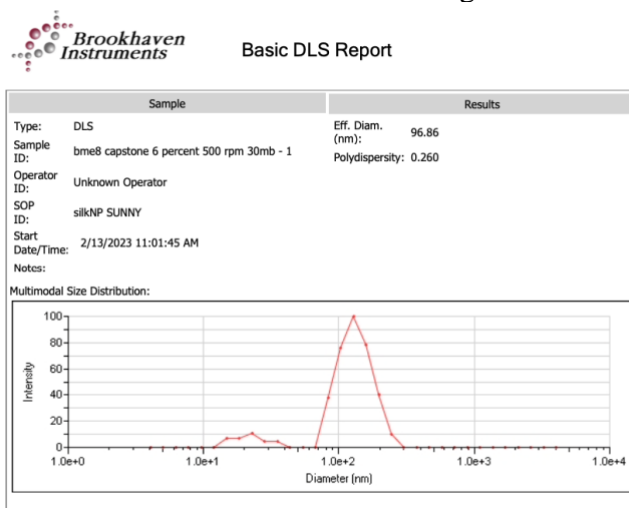 Brookhaven
Instruments
Basic DLS Report
Sample
Results
Type: DLS
Sample ID: bme8 capstone 6 percent 500 rpm 30mb - 1
Operator ID: Unknown Operator
SOP ID: silkNP SUNNY
Start Date/Time: 2/13/2023 11:01:45 AM
Notes:
Eff. Diam. (nm): 96.86
Polydispersity: 0.260
Multimodal Size Distribution:
Intensity
100
80
60
40
20
0
1.0e+0 1.0e+1 1.0e+2 1.0e+3 1.0e+4
Diameter (nm)